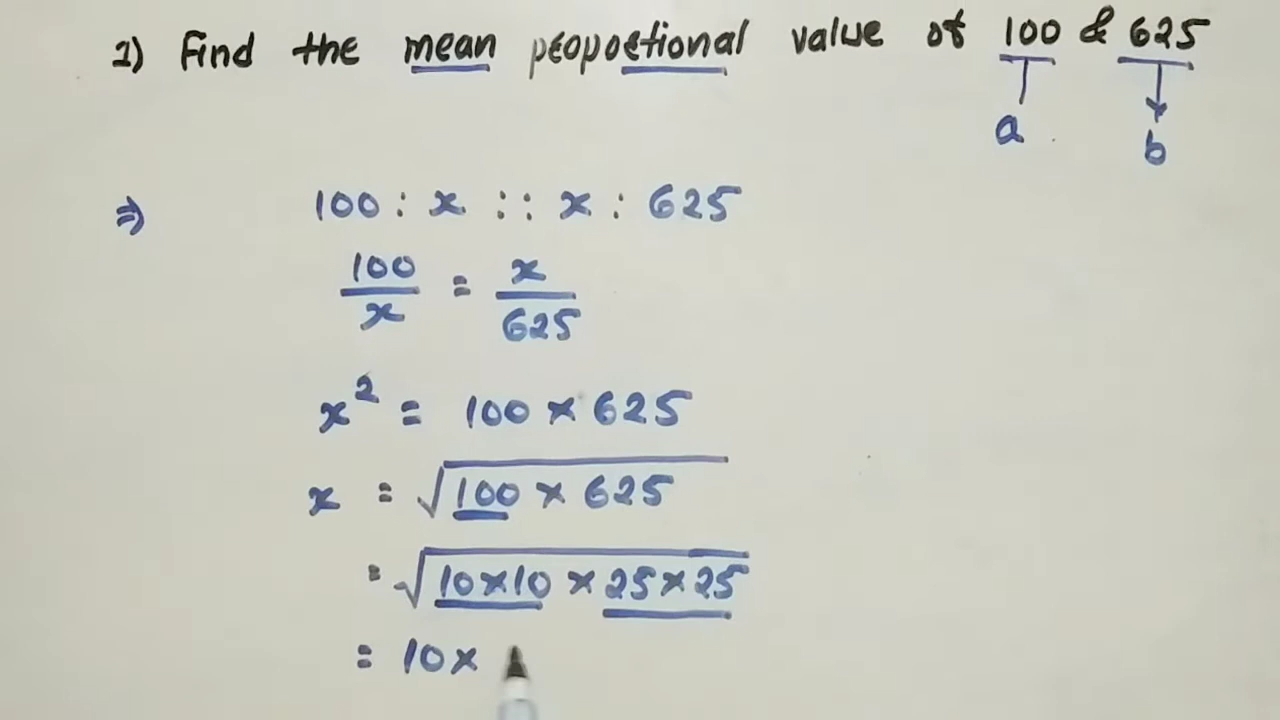 1) Find the mean propotional value of 100 & 625
a
b
⇒ 100 : x :: x : 625
100/x = x/625
x² = 100 × 625
x = √100 × 625
= √10×10 × 25×25
= 10×